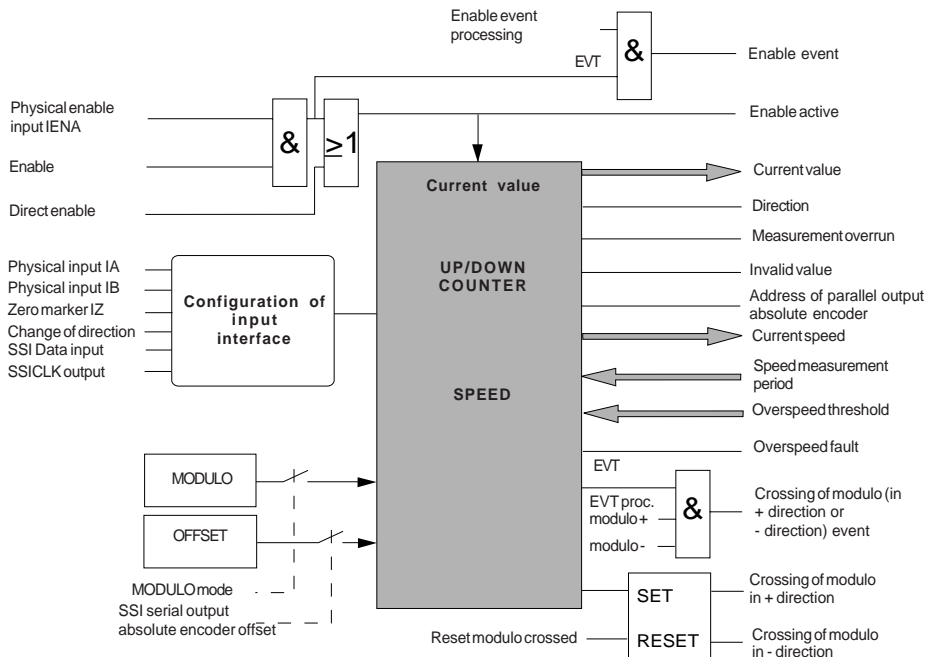 Enable event
processing
EVT
&
Enable event
Physical enable
input IENA
Enable
Direct enable
&
≥1
Enable active
Current value
UP/DOWN
COUNTER
SPEED
Current value
Direction
Measurement overrun
Invalid value
Address of parallel output
absolute encoder
Current speed
Speed measurement
period
Overspeed threshold
Overspeed fault
Physical input IA
Physical input IB
Zero marker IZ
Change of direction
SSI Data input
SSICLK output
Configuration of
input
interface
MODULO
OFFSET
MODULO mode
SSI serial output
absolute encoder offset
EVT
EVT proc.
modulo +
modulo -
&
Crossing of modulo (in
+ direction or
- direction) event
SET
RESET
Reset modulo crossed
Crossing of modulo
in + direction
Crossing of modulo
in - direction